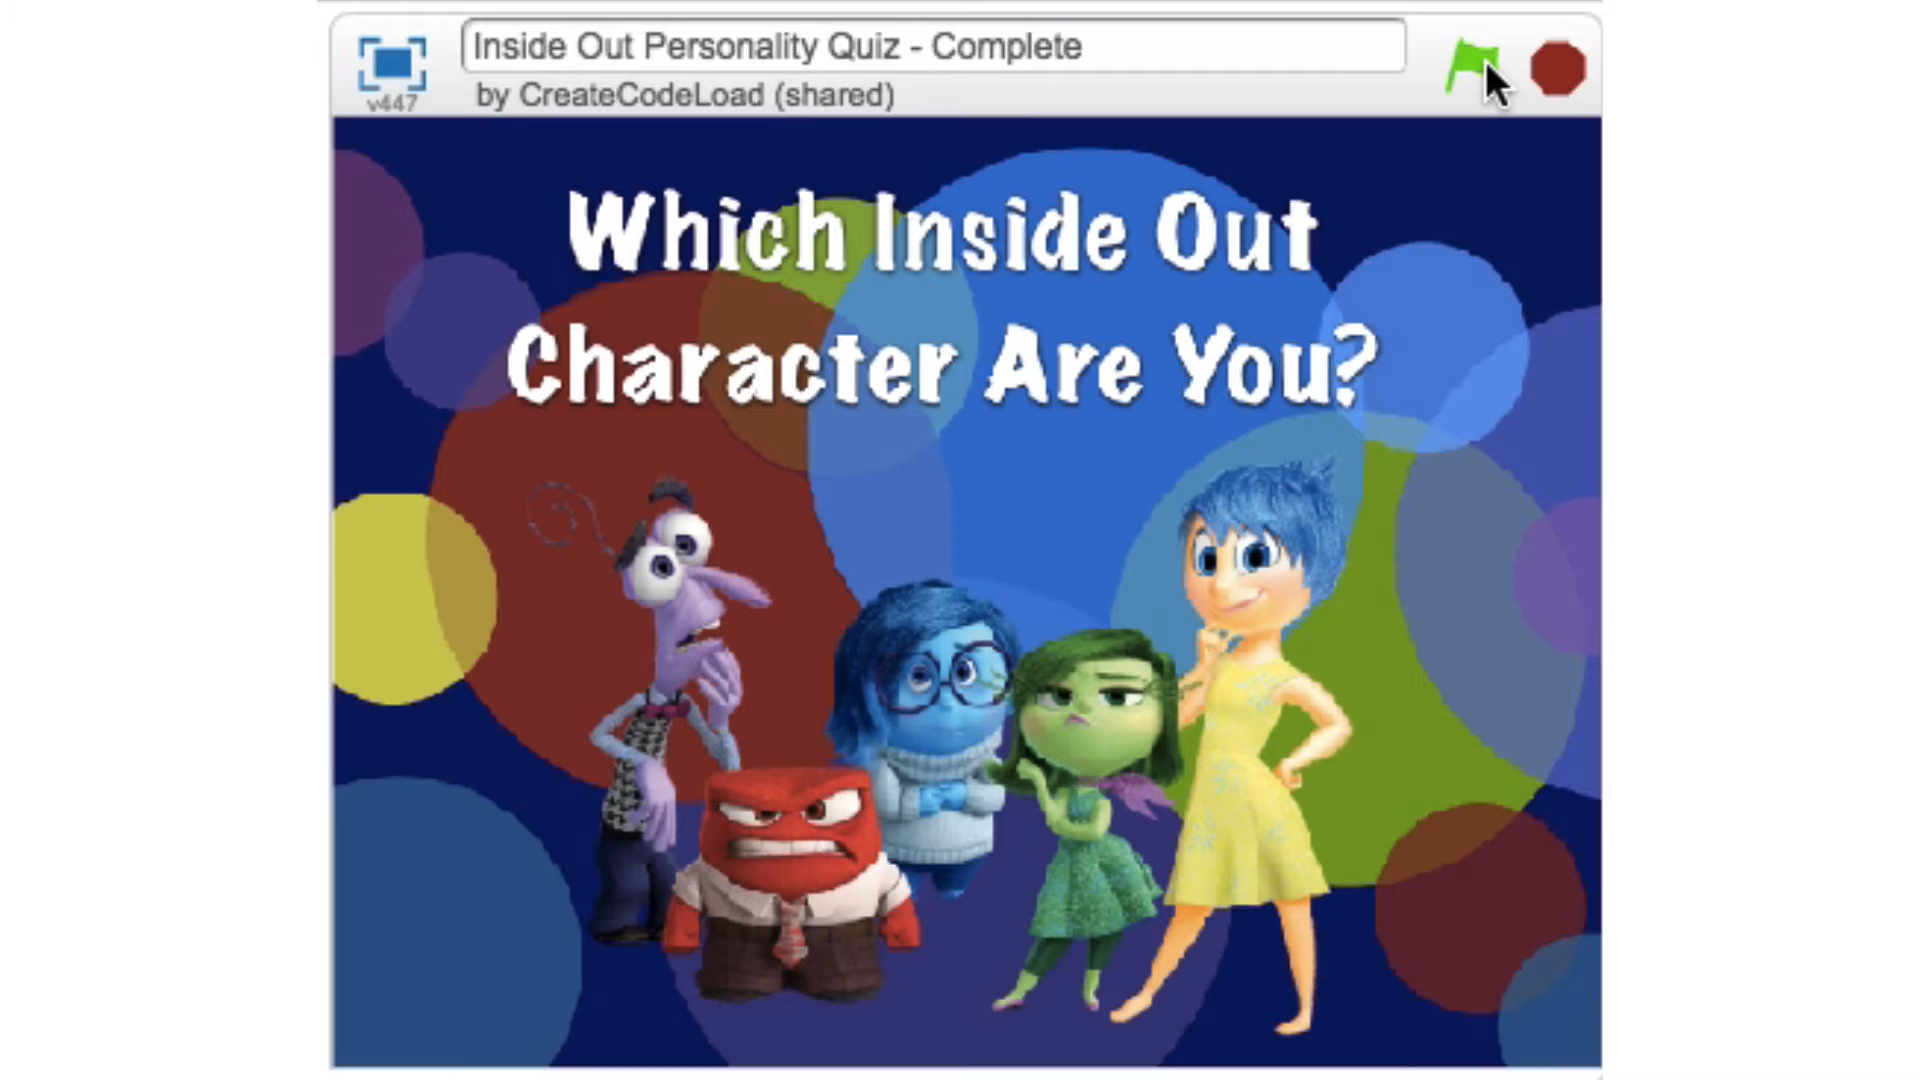 Inside Out Personality Quiz - Complete
by CreateCodeLoad (shared)
v447
Which Inside Out
Character Are You?